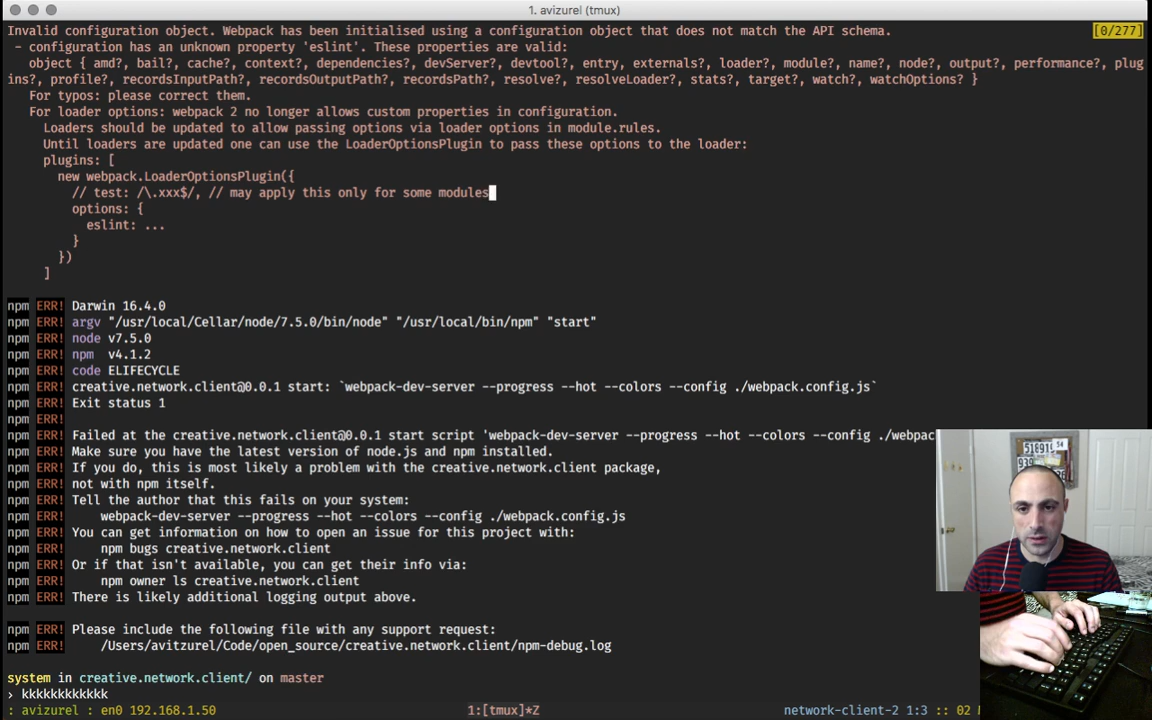 1. avizurel (tmux)
Invalid configuration object. Webpack has been initialised using a configuration object that does not match the API schema. [0/277]
- configuration has an unknown property 'eslint'. These properties are valid:
object { amd?, bail?, cache?, context?, dependencies?, devServer?, devtool?, entry, externals?, loader?, module?, name?, node?, output?, performance?, plug
ins?, profile?, recordsInputPath?, recordsOutputPath?, recordsPath?, resolve?, resolveLoader?, stats?, target?, watch?, watchOptions? }
For typos: please correct them.
For loader options: webpack 2 no longer allows custom properties in configuration.
Loaders should be updated to allow passing options via loader options in module.rules.
Until loaders are updated one can use the LoaderOptionsPlugin to pass these options to the loader:
plugins: [
new webpack.LoaderOptionsPlugin({
// test: /\.xxx$/, // may apply this only for some modules
options: {
eslint: ...
}
})
]
npm ERR! Darwin 16.4.0
npm ERR! argv "/usr/local/Cellar/node/7.5.0/bin/node" "/usr/local/bin/npm" "start"
npm ERR! node v7.5.0
npm ERR! npm v4.1.2
npm ERR! code ELIFECYCLE
npm ERR! creative.network.client@0.0.1 start: `webpack-dev-server --progress --hot --colors --config ./webpack.config.js`
npm ERR! Exit status 1
npm ERR!
npm ERR! Failed at the creative.network.client@0.0.1 start script 'webpack-dev-server --progress --hot --colors --config ./webpac
npm ERR! Make sure you have the latest version of node.js and npm installed.
npm ERR! If you do, this is most likely a problem with the creative.network.client package,
npm ERR! not with npm itself.
npm ERR! Tell the author that this fails on your system:
npm ERR! webpack-dev-server --progress --hot --colors --config ./webpack.config.js
npm ERR! You can get information on how to open an issue for this project with:
npm ERR! npm bugs creative.network.client
npm ERR! Or if that isn't available, you can get their info via:
npm ERR! npm owner ls creative.network.client
npm ERR! There is likely additional logging output above.
npm ERR! Please include the following file with any support request:
npm ERR! /Users/avitzurel/Code/open_source/creative.network.client/npm-debug.log
system in creative.network.client/ on master
› kkkkkkkkkkkk
: avizurel : en0 192.168.1.50 1:[tmux]*Z network-client-2 1:3 :: 02